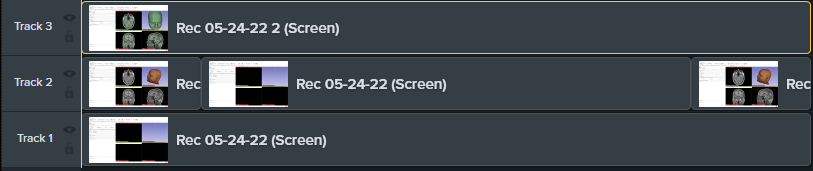 Track 3 Rec 05-24-22 2 (Screen)
Track 2 Rec Rec 05-24-22 (Screen) Rec
Track 1 Rec 05-24-22 (Screen)